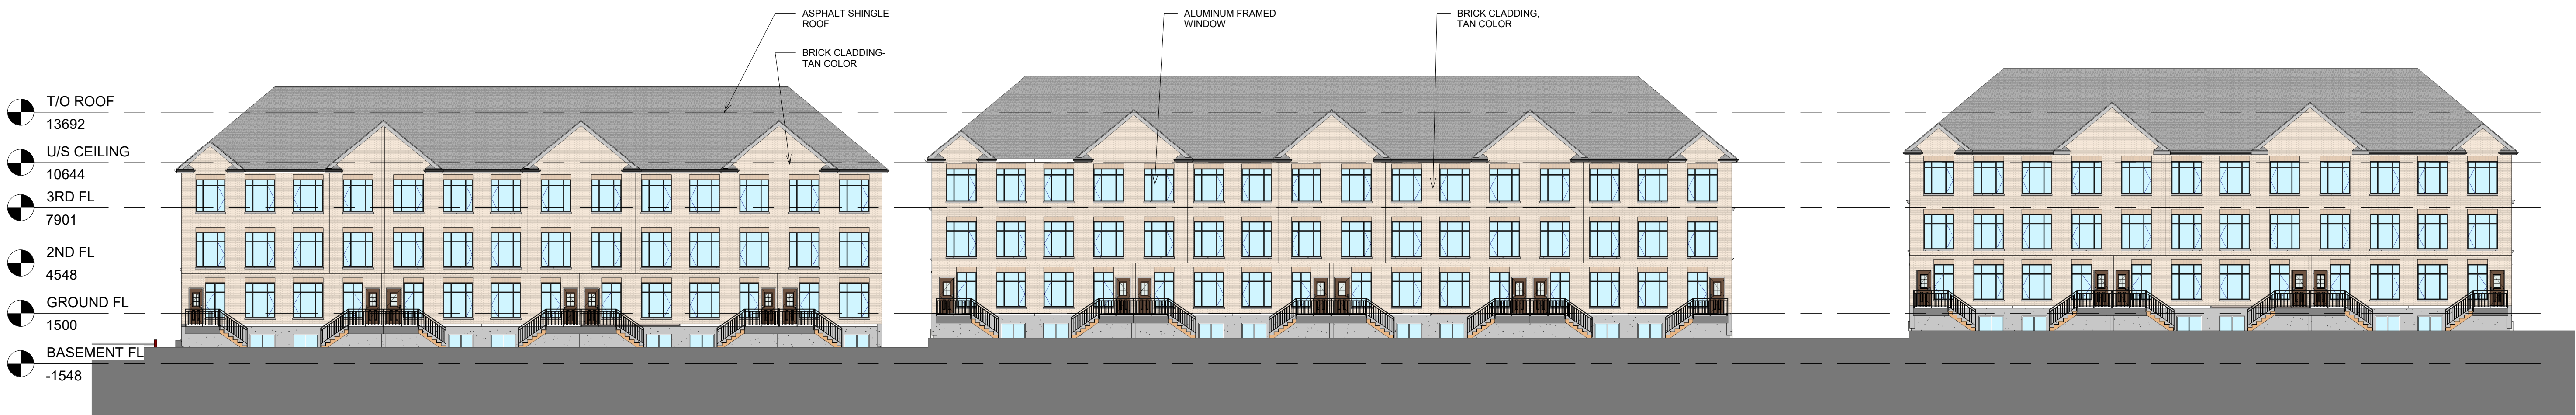 ASPHALT SHINGLE
ROOF
BRICK CLADDING-
TAN COLOR
ALUMINUM FRAMED
WINDOW
BRICK CLADDING,
TAN COLOR
T/O ROOF
13692
U/S CEILING
10644
3RD FL
7901
2ND FL
4548
GROUND FL
1500
BASEMENT FL
-1548